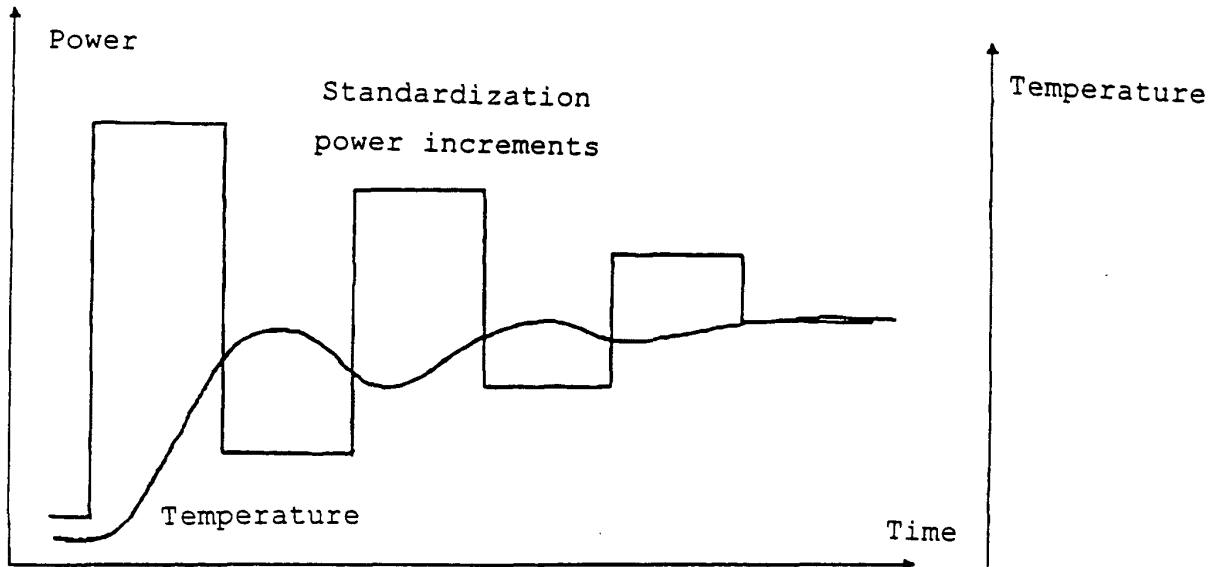 Power
Temperature
Standardization
power increments
Temperature
Time